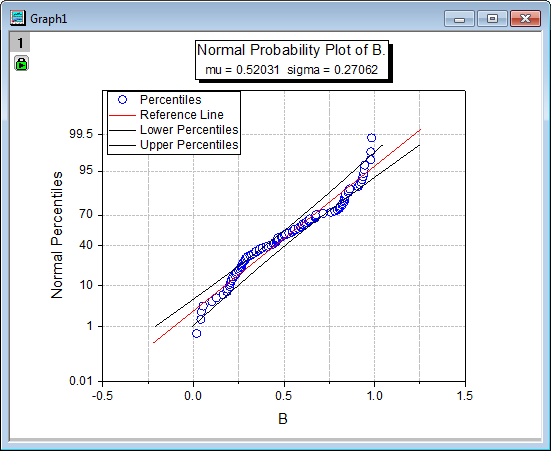 Graph1
1
Normal Probability Plot of B.
mu = 0.52031 sigma = 0.27062
Percentiles
Reference Line
Lower Percentiles
Upper Percentiles
99.5
95
70
40
10
1
0.01
Normal Percentiles
-0.5 0.0 0.5 1.0 1.5
B